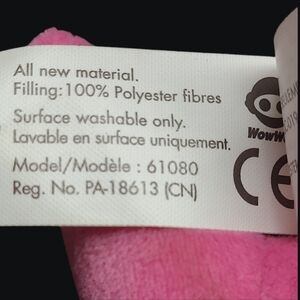 All new material.
Filling:100% Polyester fibres
Surface washable only.
Lavable en surface uniquement.
Model/Modèle : 61080
Reg. No. PA-18613 (CN)
CE